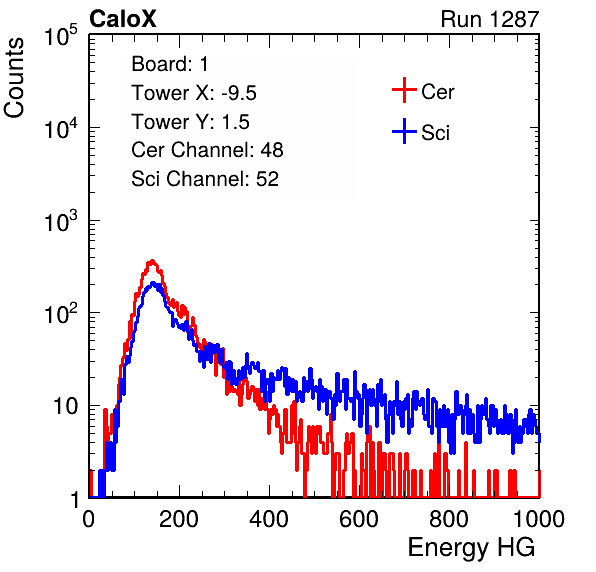 CaloX Run 1287
Counts
Board: 1
Tower X: -9.5
Tower Y: 1.5
Cer Channel: 48
Sci Channel: 52
Cer
Sci
10^5
10^4
10^3
10^2
10
1
0 200 400 600 800 1000
Energy HG